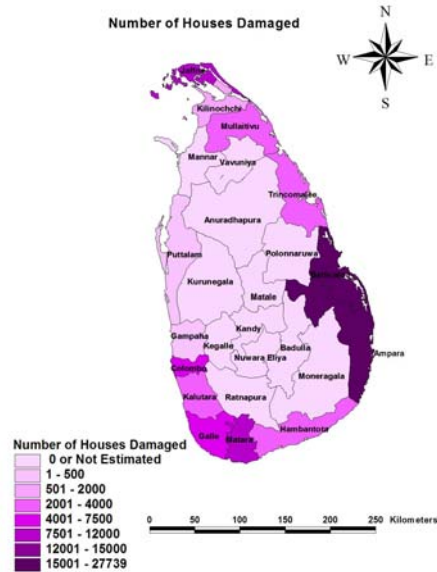 Number of Houses Damaged
N
W E
S
Jaffna
Kilinochchi
Mullaitivu
Mannar
Vavuniya
Trincomalee
Anuradhapura
Polonnaruwa
Puttalam
Kurunegala
Matale
Gampaha
Kandy
Kegalle
Badulla
Nuwara Eliya
Ampara
Colombo
Moneragala
Kalutara
Ratnapura
Hambantota
Galle
Matara
Number of Houses Damaged
0 or Not Estimated
1 - 500
501 - 2000
2001 - 4000
4001 - 7500
7501 - 12000
12001 - 15000
15001 - 27739
0 50 100 150 200 250 Kilometers